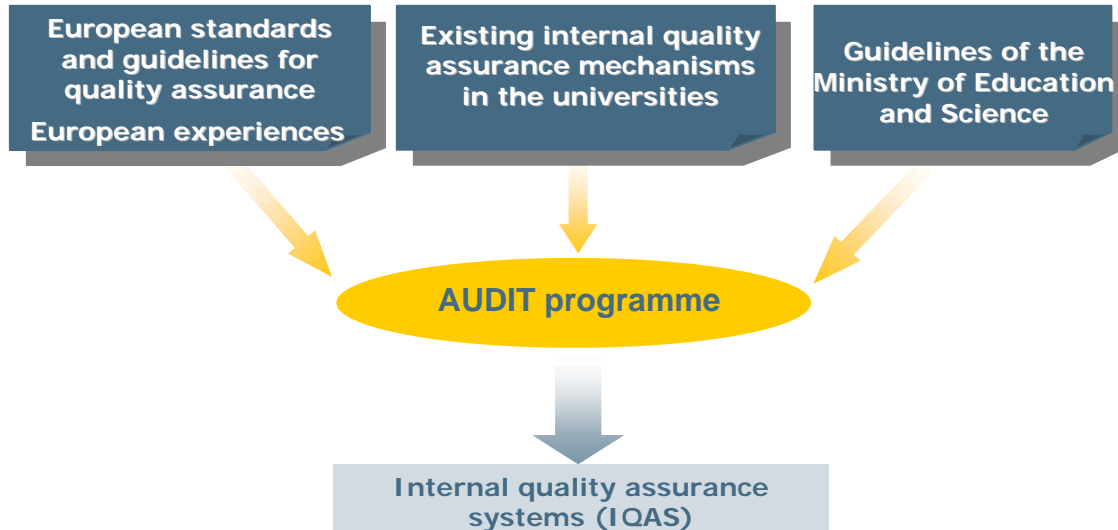 European standards
and guidelines for
quality assurance
European experiences
Existing internal quality
assurance mechanisms
in the universities
Guidelines of the
Ministry of Education
and Science
AUDIT programme
Internal quality assurance
systems (IQAS)